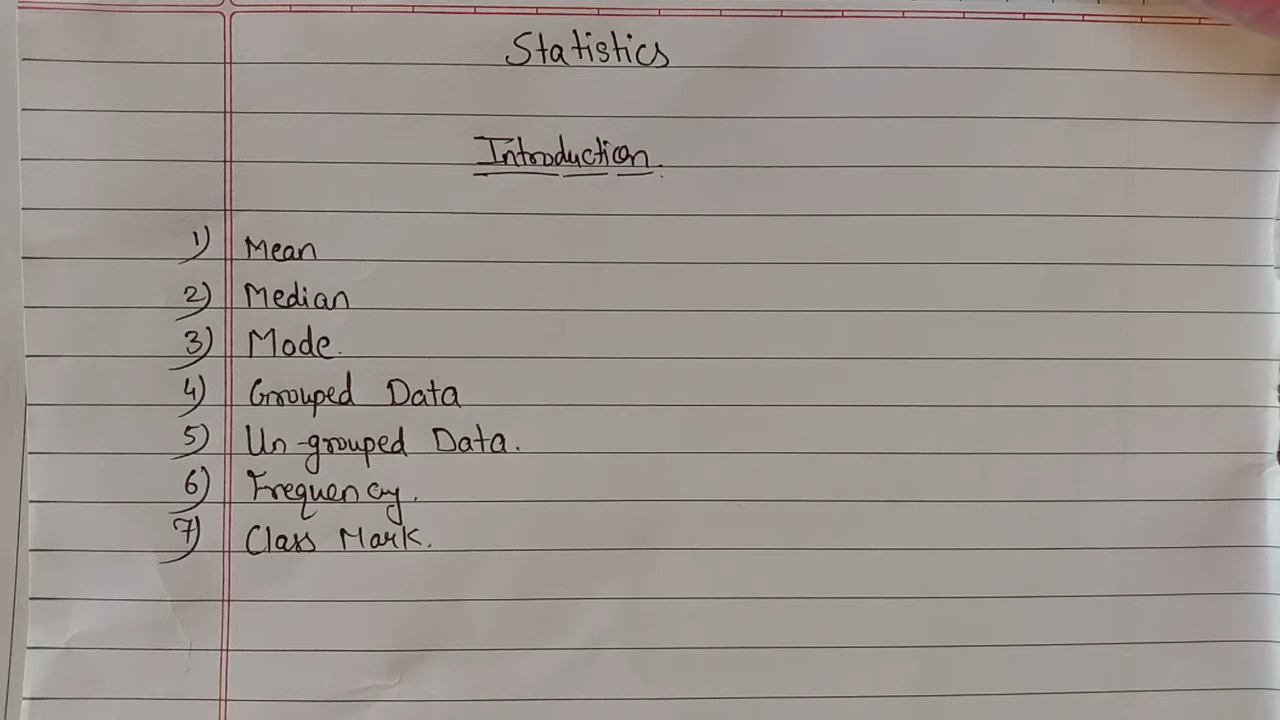 Statistics
Introduction.
1) Mean
2) Median
3) Mode.
4) Grouped Data
5) Un-grouped Data.
6) Frequency.
7) Class Mark.